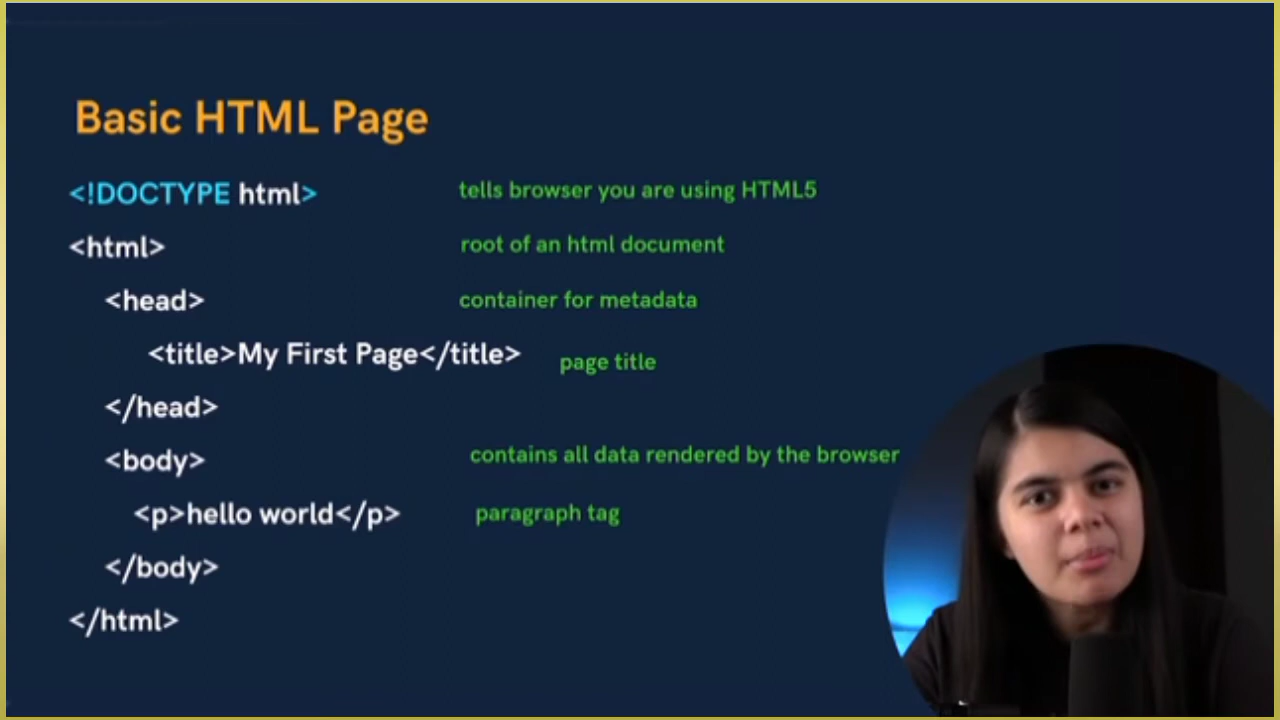 Basic HTML Page
<!DOCTYPE html> tells browser you are using HTML5
<html> root of an html document
<head> container for metadata
<title>My First Page</title> page title
</head>
<body> contains all data rendered by the browser
<p>hello world</p> paragraph tag
</body>
</html>